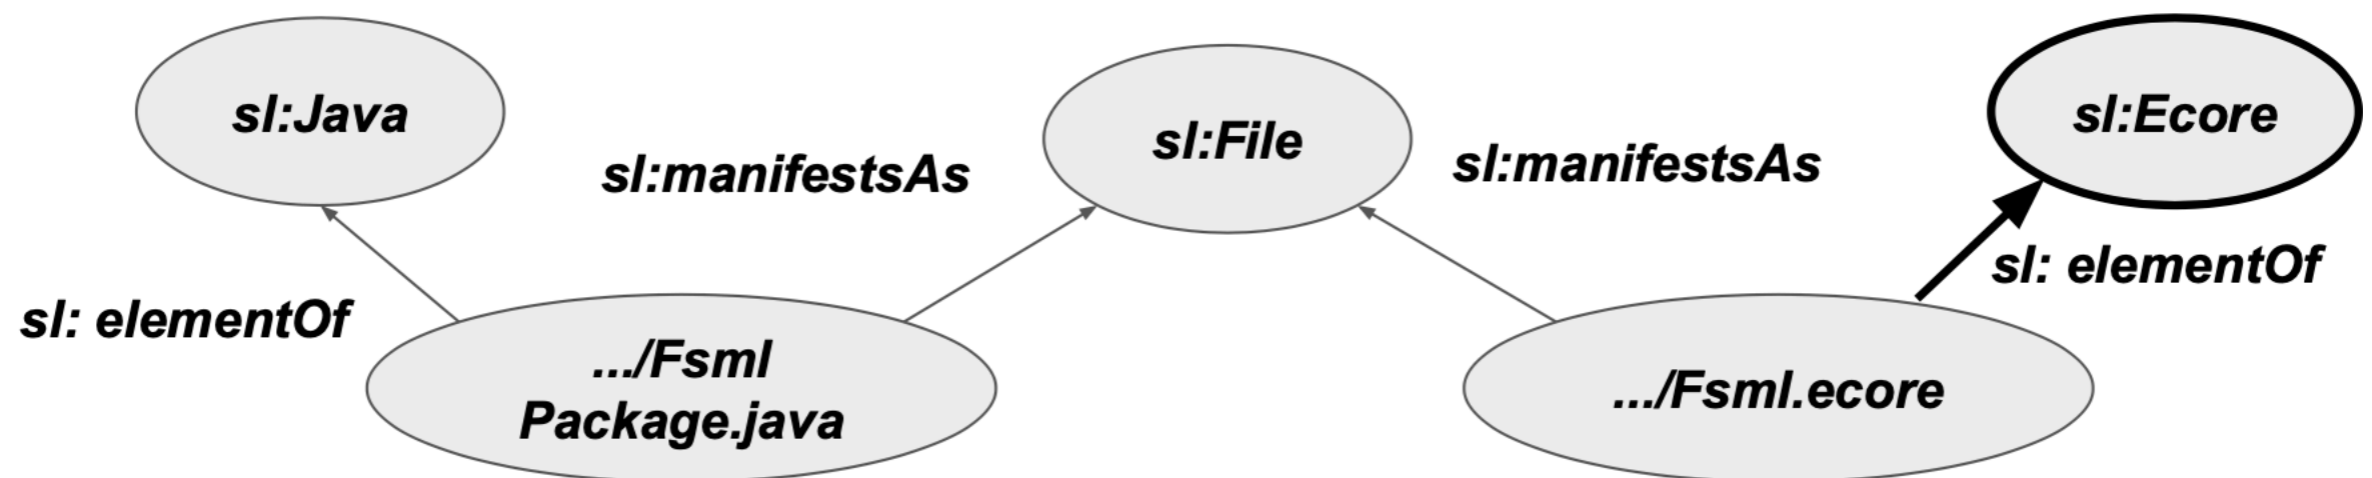 sl:Java
sl:File
sl:Ecore
sl:manifestsAs
sl:manifestsAs
sl: elementOf
sl: elementOf
.../Fsml
Package.java
.../Fsml.ecore